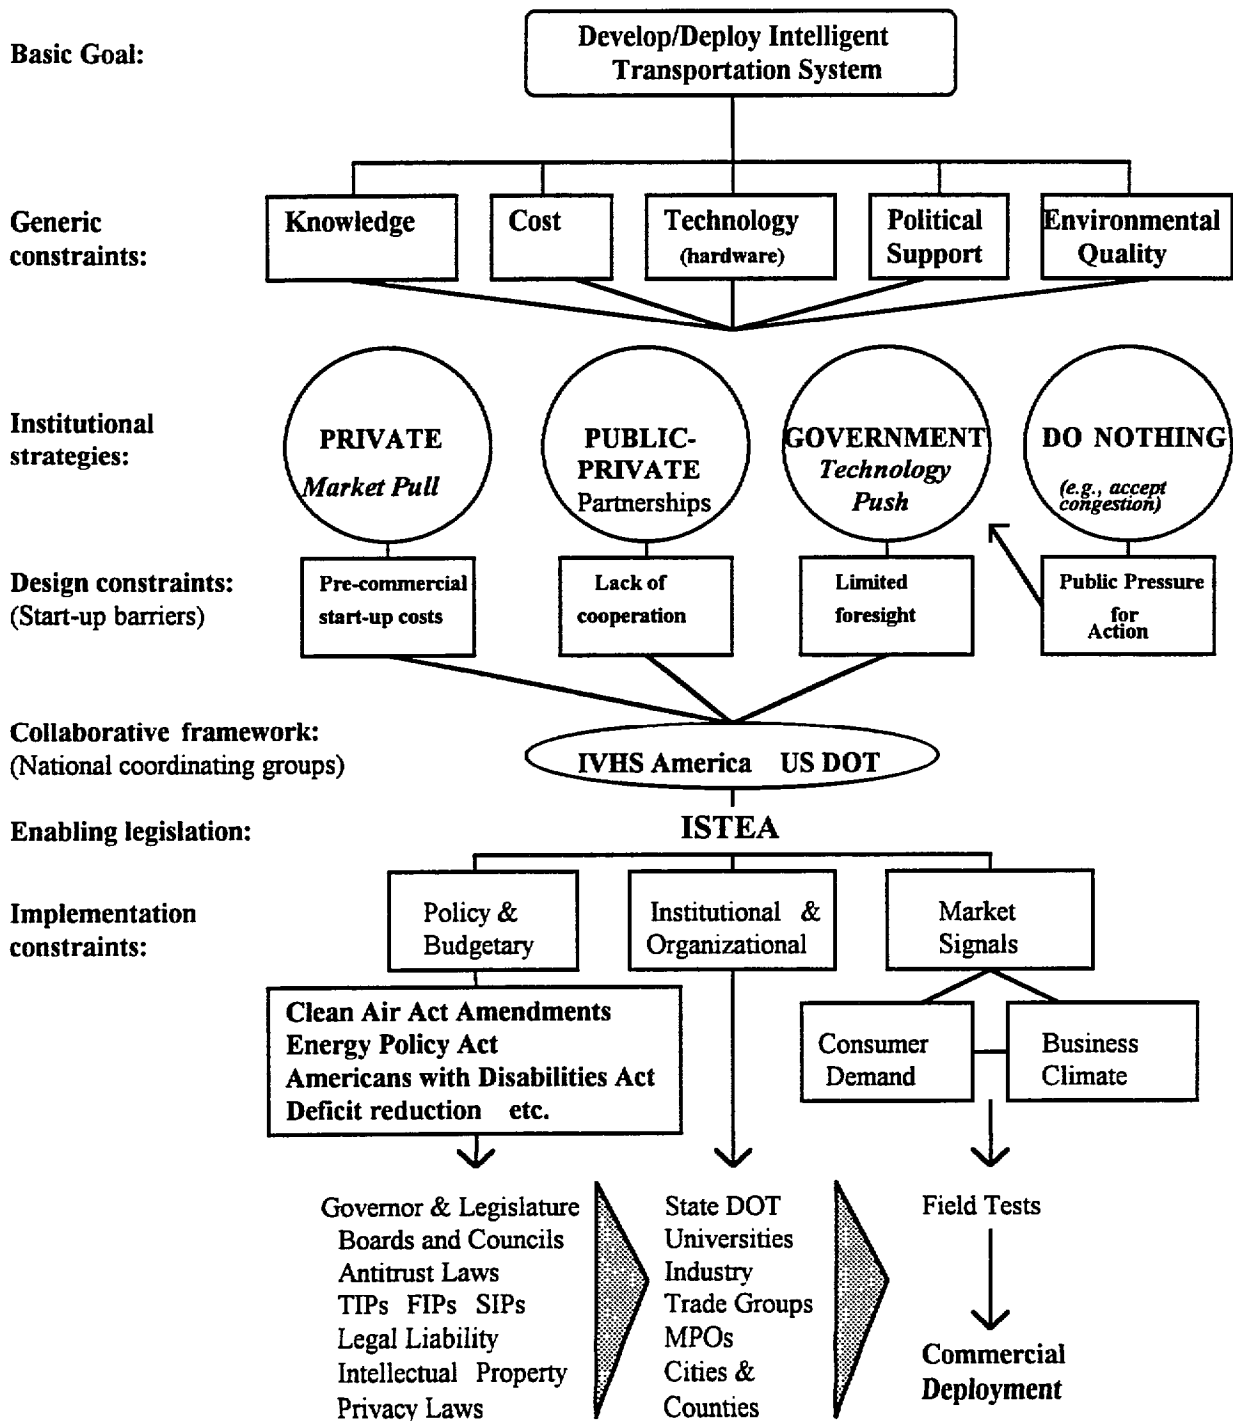 Basic Goal:
Develop/Deploy Intelligent
Transportation System
Generic
constraints:
Knowledge
Cost
Technology
(hardware)
Political
Support
Environmental
Quality
Institutional
strategies:
PRIVATE
Market Pull
PUBLIC-
PRIVATE
Partnerships
GOVERNMENT
Technology
Push
DO NOTHING
(e.g., accept
congestion)
Design constraints:
(Start-up barriers)
Pre-commercial
start-up costs
Lack of
cooperation
Limited
foresight
Public Pressure
for
Action
Collaborative framework:
(National coordinating groups)
IVHS America US DOT
Enabling legislation:
ISTEA
Implementation
constraints:
Policy &
Budgetary
Institutional &
Organizational
Market
Signals
Clean Air Act Amendments
Energy Policy Act
Americans with Disabilities Act
Deficit reduction etc.
Consumer
Demand
Business
Climate
Governor & Legislature
Boards and Councils
Antitrust Laws
TIPs FIPs SIPs
Legal Liability
Intellectual Property
Privacy Laws
State DOT
Universities
Industry
Trade Groups
MPOs
Cities &
Counties
Field Tests
Commercial
Deployment